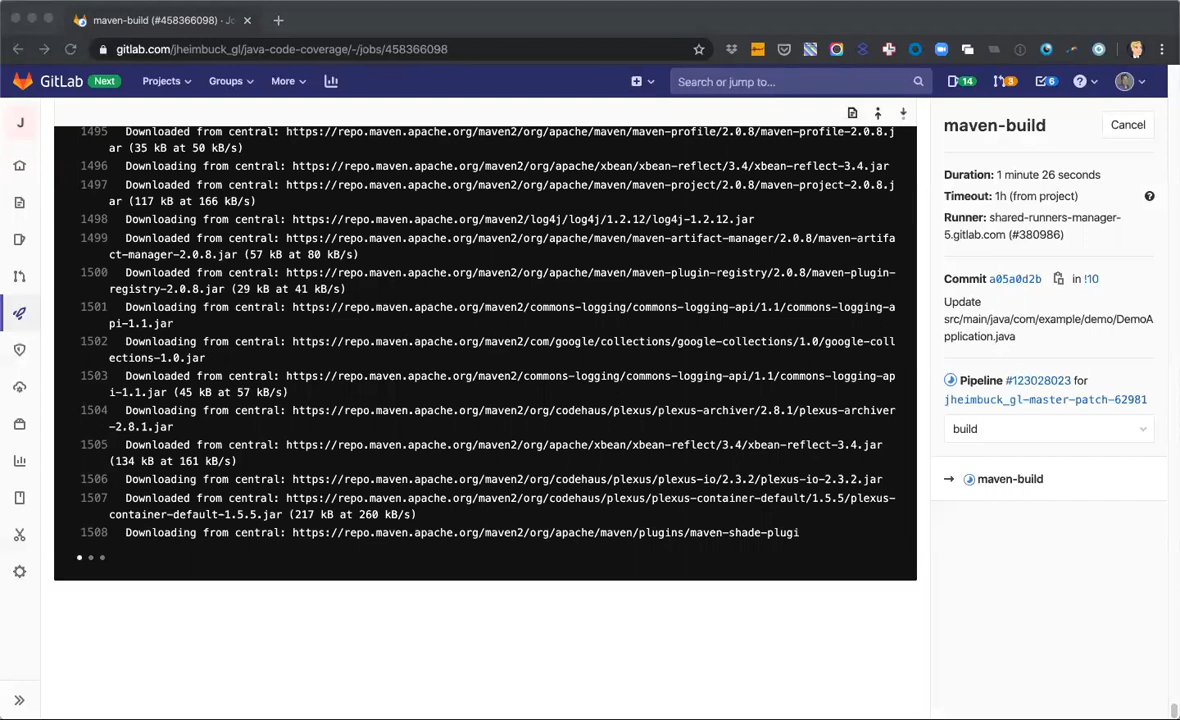 maven-build (#458366098) · Jo
gitlab.com/jheimbuck_gl/java-code-coverage/-/jobs/458366098
GitLab Next Projects Groups More Search or jump to... 14 3 6
J
1495 Downloaded from central: https://repo.maven.apache.org/maven2/org/apache/maven/maven-profile/2.0.8/maven-profile-2.0.8.j
ar (35 kB at 50 kB/s)
1496 Downloading from central: https://repo.maven.apache.org/maven2/org/apache/xbean/xbean-reflect/3.4/xbean-reflect-3.4.jar
1497 Downloaded from central: https://repo.maven.apache.org/maven2/org/apache/maven/maven-project/2.0.8/maven-project-2.0.8.j
ar (117 kB at 166 kB/s)
1498 Downloading from central: https://repo.maven.apache.org/maven2/log4j/log4j/1.2.12/log4j-1.2.12.jar
1499 Downloaded from central: https://repo.maven.apache.org/maven2/org/apache/maven/maven-artifact-manager/2.0.8/maven-artifa
ct-manager-2.0.8.jar (57 kB at 80 kB/s)
1500 Downloaded from central: https://repo.maven.apache.org/maven2/org/apache/maven/maven-plugin-registry/2.0.8/maven-plugin-
registry-2.0.8.jar (29 kB at 41 kB/s)
1501 Downloading from central: https://repo.maven.apache.org/maven2/commons-logging/commons-logging-api/1.1/commons-logging-a
pi-1.1.jar
1502 Downloading from central: https://repo.maven.apache.org/maven2/com/google/collections/google-collections/1.0/google-coll
ections-1.0.jar
1503 Downloaded from central: https://repo.maven.apache.org/maven2/commons-logging/commons-logging-api/1.1/commons-logging-ap
i-1.1.jar (45 kB at 57 kB/s)
1504 Downloading from central: https://repo.maven.apache.org/maven2/org/codehaus/plexus/plexus-archiver/2.8.1/plexus-archiver
-2.8.1.jar
1505 Downloaded from central: https://repo.maven.apache.org/maven2/org/apache/xbean/xbean-reflect/3.4/xbean-reflect-3.4.jar
(134 kB at 161 kB/s)
1506 Downloading from central: https://repo.maven.apache.org/maven2/org/codehaus/plexus/plexus-io/2.3.2/plexus-io-2.3.2.jar
1507 Downloaded from central: https://repo.maven.apache.org/maven2/org/codehaus/plexus/plexus-container-default/1.5.5/plexus-
container-default-1.5.5.jar (217 kB at 260 kB/s)
1508 Downloading from central: https://repo.maven.apache.org/maven2/org/apache/maven/plugins/maven-shade-plugi
maven-build Cancel
Duration: 1 minute 26 seconds
Timeout: 1h (from project)
Runner: shared-runners-manager-
5.gitlab.com (#380986)
Commit a05a0d2b in !10
Update
src/main/java/com/example/demo/DemoA
pplication.java
Pipeline #123028023 for
jheimbuck_gl-master-patch-62981
build
→ maven-build